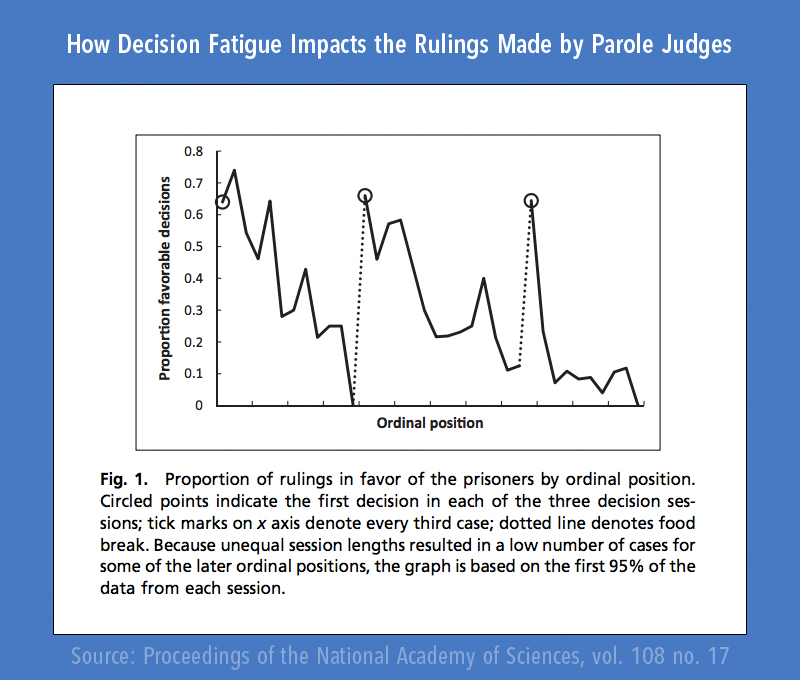 How Decision Fatigue Impacts the Rulings Made by Parole Judges
0.8
0.7
0.6
0.5
0.4
0.3
0.2
0.1
0
Proportion favorable decisions
Ordinal position
Fig. 1. Proportion of rulings in favor of the prisoners by ordinal position.
Circled points indicate the first decision in each of the three decision ses-
sions; tick marks on x axis denote every third case; dotted line denotes food
break. Because unequal session lengths resulted in a low number of cases for
some of the later ordinal positions, the graph is based on the first 95% of the
data from each session.
Source: Proceedings of the National Academy of Sciences, vol. 108 no. 17